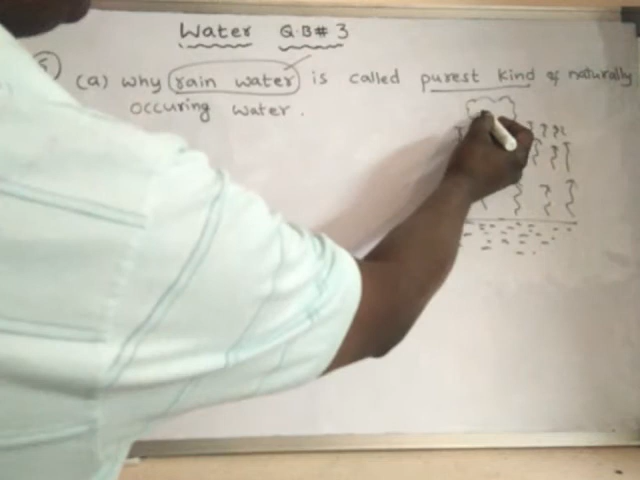 Water Q.B# 3
(a) why rain water is called purest kind of naturally
occuring water.